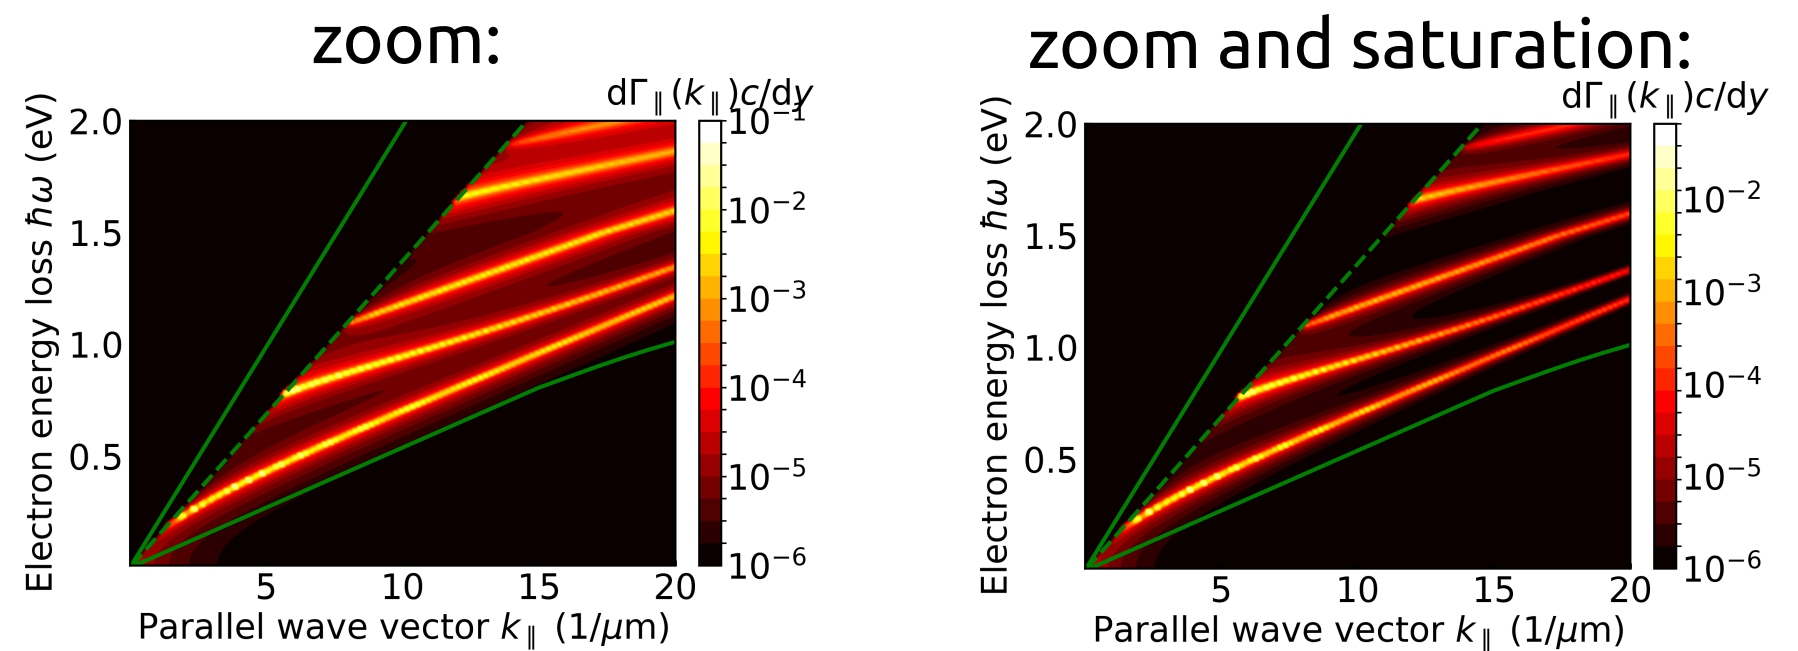 zoom:
dΓ∥(k∥)c/dy
Electron energy loss ħω (eV)
2.0
1.5
1.0
0.5
5 10 15 20
Parallel wave vector k∥ (1/μm)
10⁻¹
10⁻²
10⁻³
10⁻⁴
10⁻⁵
10⁻⁶
zoom and saturation:
dΓ∥(k∥)c/dy
Electron energy loss ħω (eV)
2.0
1.5
1.0
0.5
5 10 15 20
Parallel wave vector k∥ (1/μm)
10⁻²
10⁻³
10⁻⁴
10⁻⁵
10⁻⁶